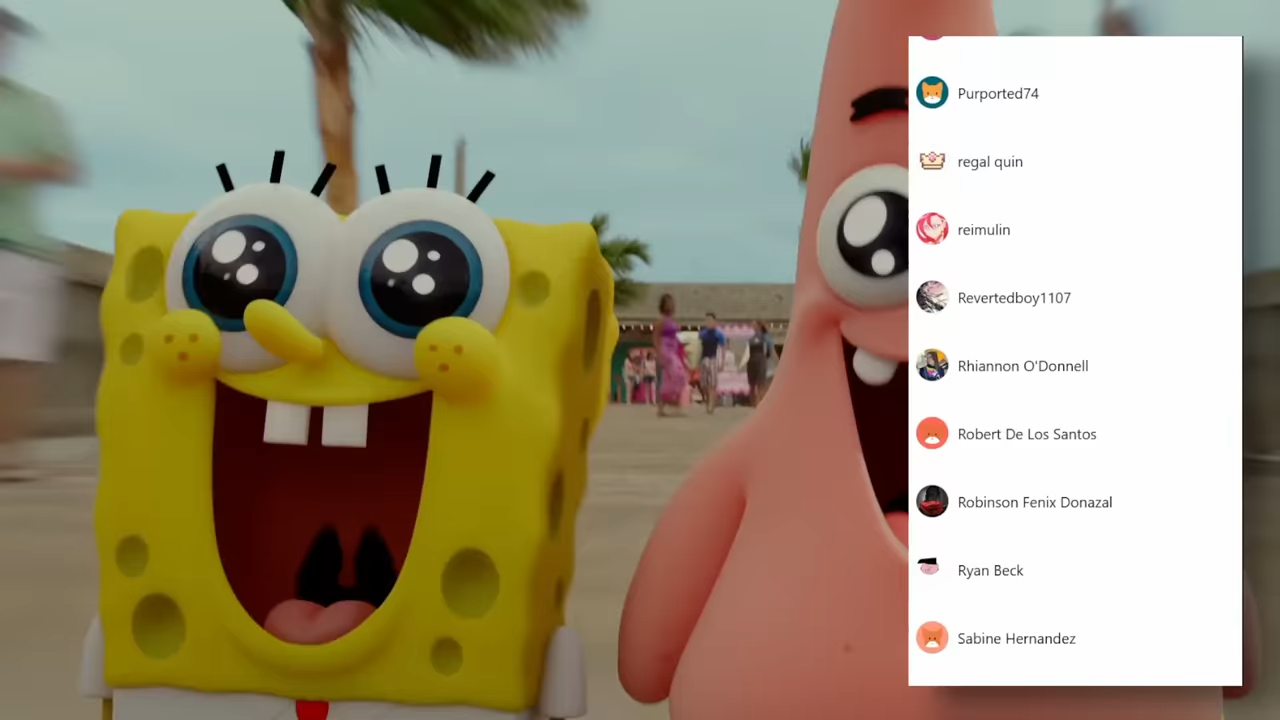 Purported74
regal quin
reimulin
Revertedboy1107
Rhiannon O'Donnell
Robert De Los Santos
Robinson Fenix Donazal
Ryan Beck
Sabine Hernandez